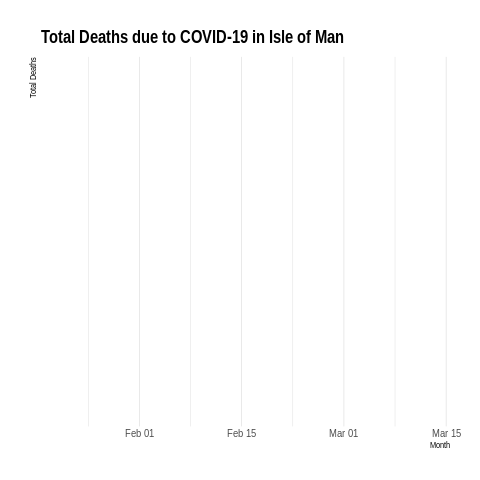 Total Deaths due to COVID-19 in Isle of Man
Total Deaths
Feb 01
Feb 15
Mar 01
Mar 15
Month